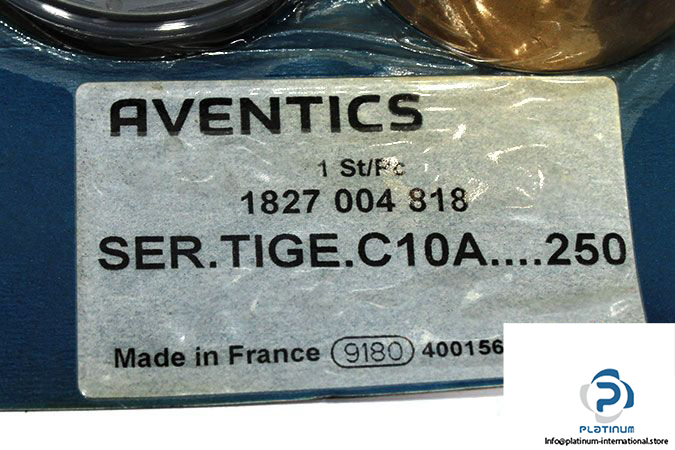 AVENTICS
1 St/Pc
1827 004 818
SER.TIGE.C10A....250
Made in France 9180 400156
PLATINUM
Info@platinum-international.store